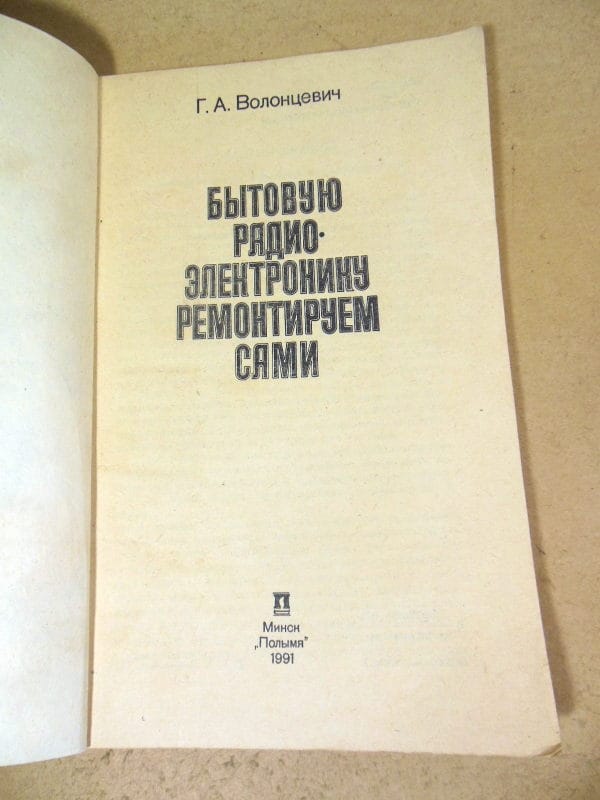 Г. А. Волонцевич
БЫТОВУЮ
РАДИО-
ЭЛЕКТРОНИКУ
РЕМОНТИРУЕМ
САМИ
Минск
„Полымя"
1991